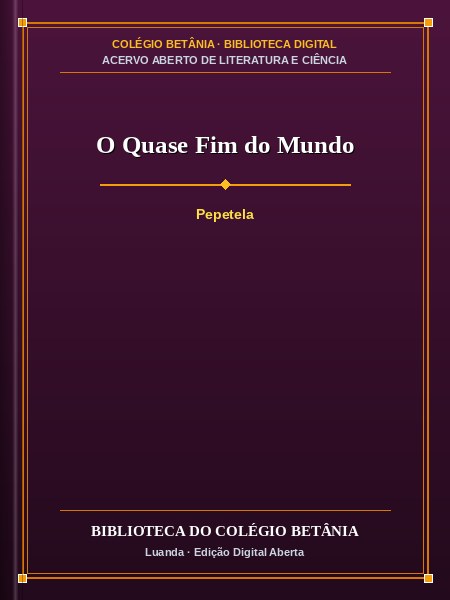 COLÉGIO BETÂNIA · BIBLIOTECA DIGITAL
ACERVO ABERTO DE LITERATURA E CIÊNCIA
O Quase Fim do Mundo
Pepetela
BIBLIOTECA DO COLÉGIO BETÂNIA
Luanda · Edição Digital Aberta